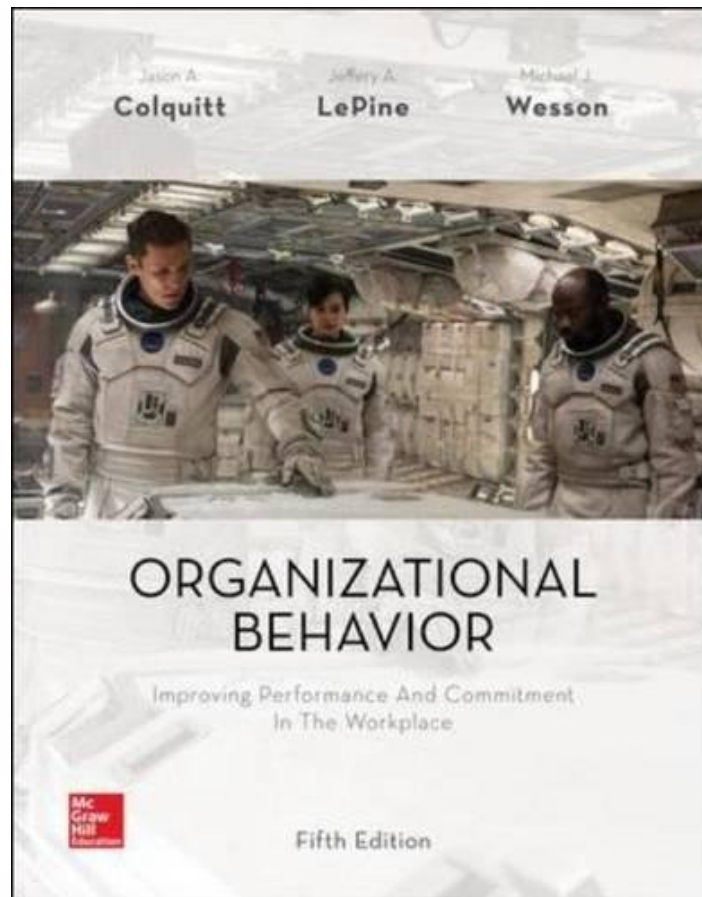 Jason A. Jeffery A. Michael J.
Colquitt LePine Wesson
ORGANIZATIONAL
BEHAVIOR
Improving Performance And Commitment
In The Workplace
Mc
Graw
Hill
Education
Fifth Edition